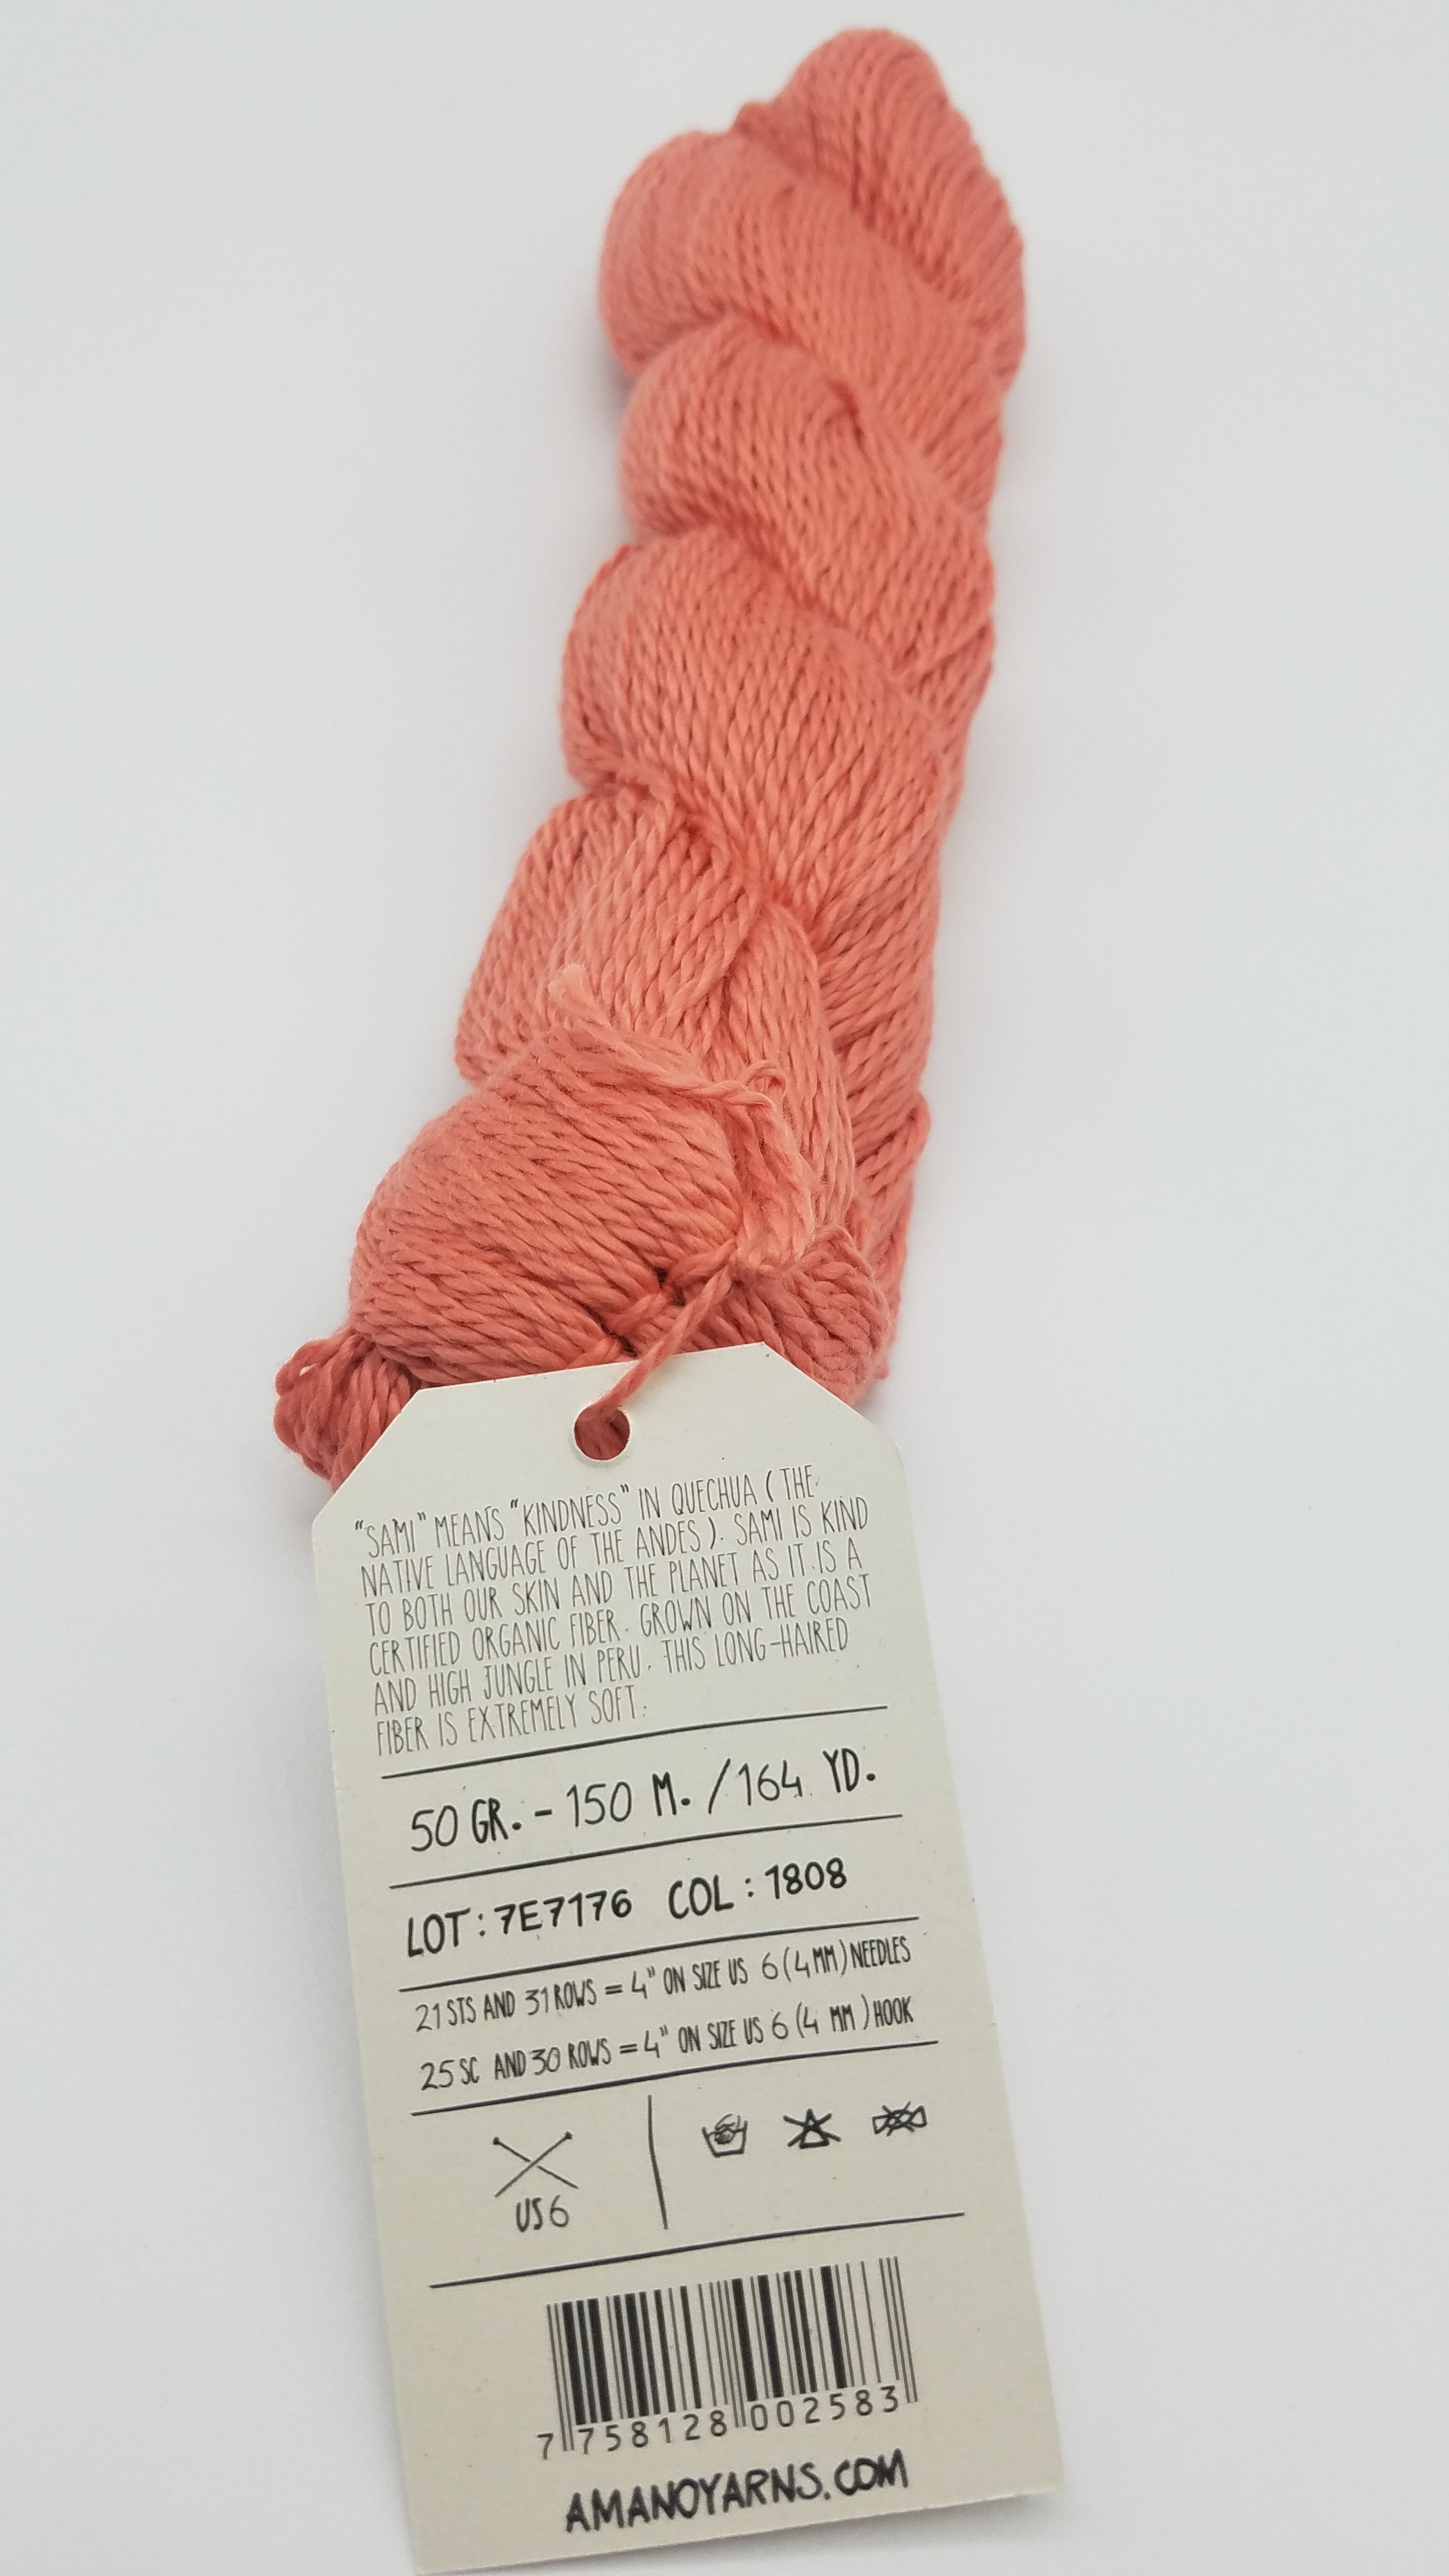 "SAMI" MEANS "KINDNESS" IN QUECHUA (THE
NATIVE LANGUAGE OF THE ANDES). SAMI IS KIND
TO BOTH OUR SKIN AND THE PLANET AS IT IS A
CERTIFIED ORGANIC FIBER. GROWN ON THE COAST
AND HIGH JUNGLE IN PERU. THIS LONG-HAIRED
FIBER IS EXTREMELY SOFT.
50 GR. - 150 M. / 164 YD.
LOT: 7E7176 COL: 1808
21 STS AND 31 ROWS = 4" ON SIZE US 6 (4 MM) NEEDLES
25 SC AND 30 ROWS = 4" ON SIZE US 6 (4 MM) HOOK
US 6
7 758128 002583
AMANOYARNS.COM